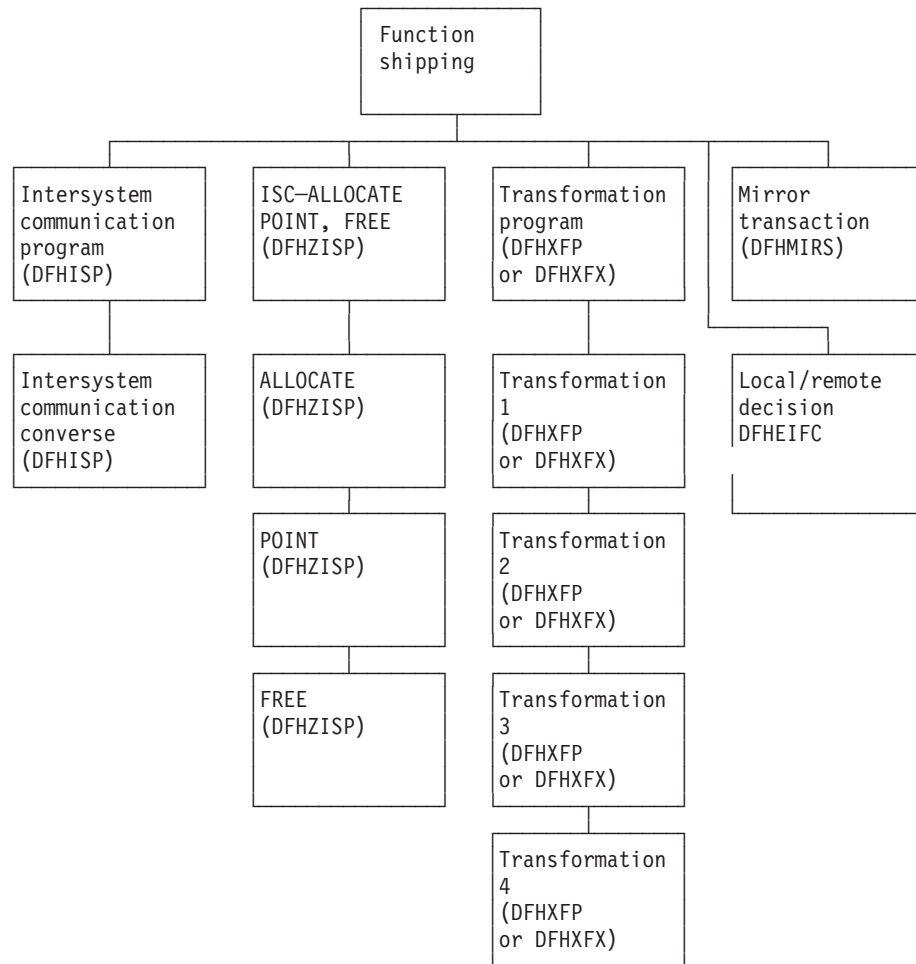 Function
shipping
Intersystem
communication
program
(DFHISP)
ISC—ALLOCATE
POINT, FREE
(DFHZISP)
Transformation
program
(DFHXFP
or DFHXFX)
Mirror
transaction
(DFHMIRS)
Intersystem
communication
converse
(DFHISP)
ALLOCATE
(DFHZISP)
Transformation
1
(DFHXFP
or DFHXFX)
Local/remote
decision
DFHEIFC
POINT
(DFHZISP)
Transformation
2
(DFHXFP
or DFHXFX)
FREE
(DFHZISP)
Transformation
3
(DFHXFP
or DFHXFX)
Transformation
4
(DFHXFP
or DFHXFX)